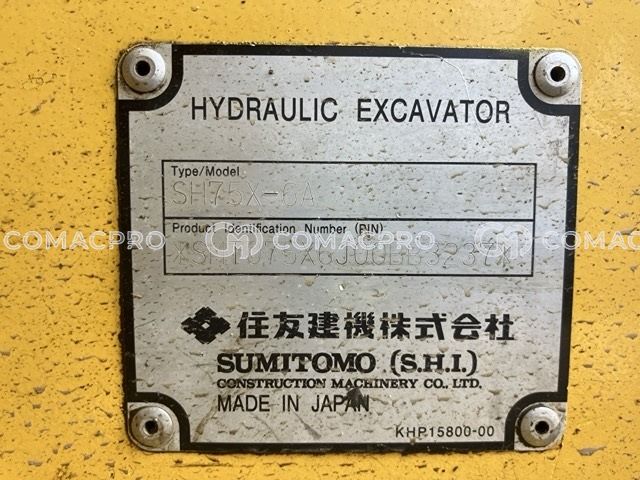 HYDRAULIC EXCAVATOR
Type/Model
SH75X-6A
Product Identification Number (PIN)
COMACPRO COMACPRO COMACPRO
住友建機株式会社
SUMITOMO (S.H.I.)
CONSTRUCTION MACHINERY CO., LTD.
MADE IN JAPAN
KHP15800-00